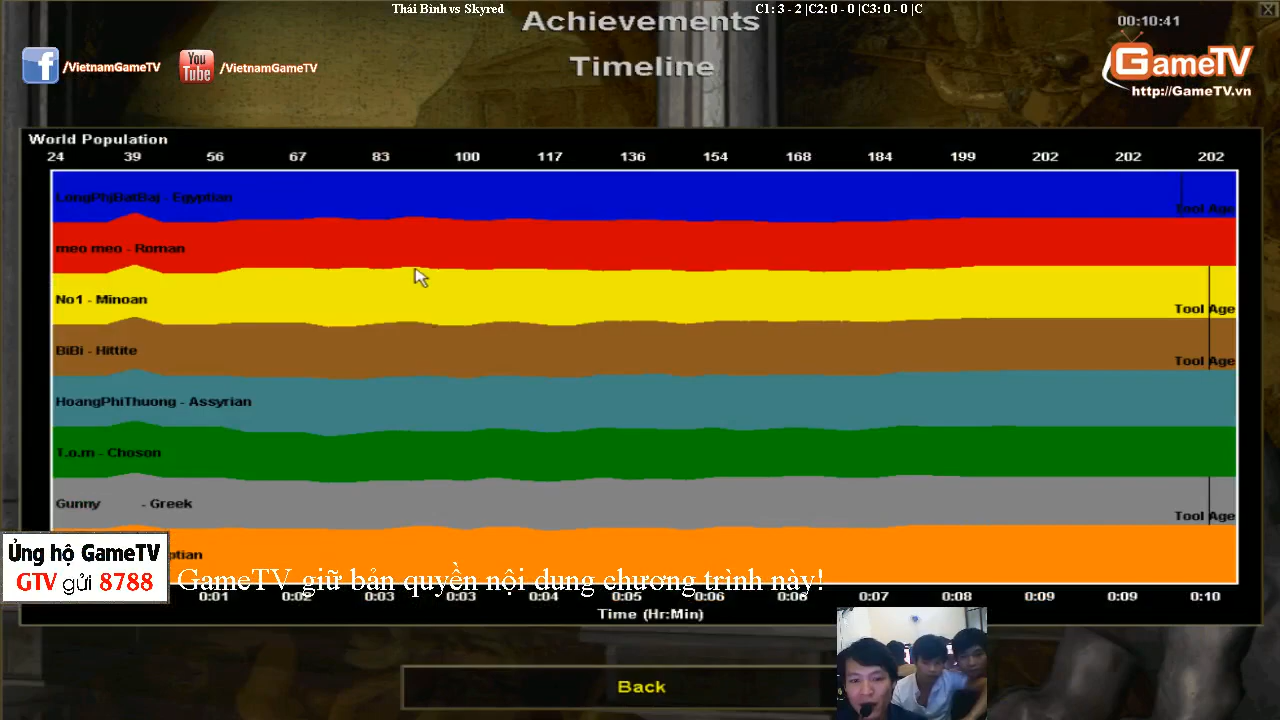 Thái Bình vs Skyred
C1: 3 - 2 |C2: 0 - 0 |C3: 0 - 0 |C
Achievements
00:10:41
Timeline
f /VietnamGameTV
You Tube /VietnamGameTV
GameTV
http://GameTV.vn
World Population
24 39 56 67 83 100 117 136 154 168 184 199 202 202 202
LongPhjBatBaj - Egyptian
Tool Age
meo meo - Roman
No1 - Minoan
Tool Age
BiBi - Hittite
Tool Age
HoangPhiThuong - Assyrian
T.o.m - Choson
Gunny - Greek
Tool Age
ptian
Ủng hộ GameTV
GTV gửi 8788
GameTV giữ bản quyền nội dung chương trình này!
0:01 0:02 0:03 0:03 0:04 0:05 0:06 0:06 0:07 0:08 0:09 0:09 0:10
Time (Hr:Min)
Back